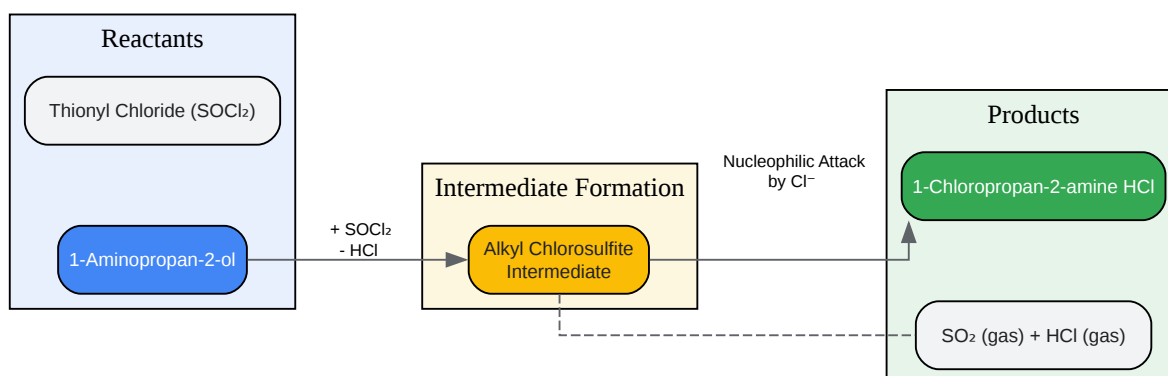 Reactants
Thionyl Chloride (SOCl₂)
1-Aminopropan-2-ol
+ SOCl₂
- HCl
Intermediate Formation
Alkyl Chlorosulfite
Intermediate
Nucleophilic Attack
by Cl⁻
Products
1-Chloropropan-2-amine HCl
SO₂ (gas) + HCl (gas)